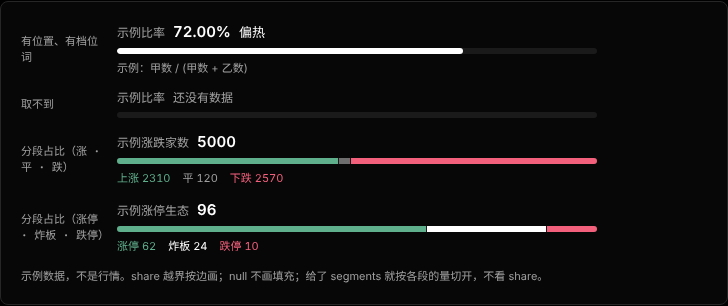 有位置、有档位词
示例比率 72.00% 偏热
示例：甲数 / (甲数 + 乙数)
取不到
示例比率 还没有数据
分段占比（涨 · 平 · 跌）
示例涨跌家数 5000
上涨 2310 平 120 下跌 2570
分段占比（涨停 · 炸板 · 跌停）
示例涨停生态 96
涨停 62 炸板 24 跌停 10
示例数据，不是行情。share 越界按边画；null 不画填充；给了 segments 就按各段的量切开，不看 share。